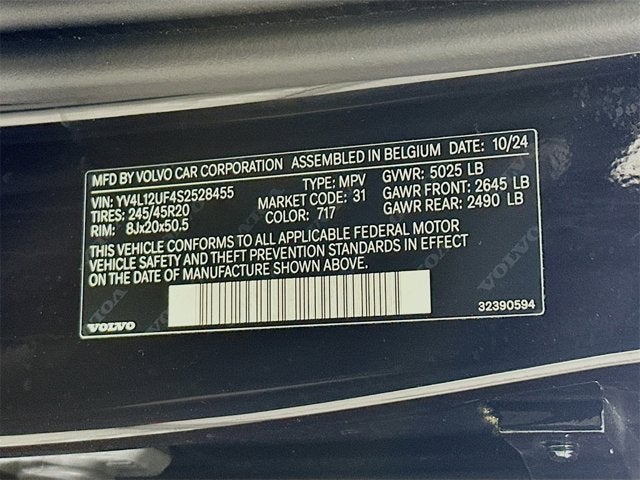 MFD BY VOLVO CAR CORPORATION ASSEMBLED IN BELGIUM DATE: 10/24
VIN: YV4L12UF4S2528455 TYPE: MPV GVWR: 5025 LB
TIRES: 245/45R20 MARKET CODE: 31 GAWR FRONT: 2645 LB
RIM: 8Jx20x50.5 COLOR: 717 GAWR REAR: 2490 LB
THIS VEHICLE CONFORMS TO ALL APPLICABLE FEDERAL MOTOR
VEHICLE SAFETY AND THEFT PREVENTION STANDARDS IN EFFECT
ON THE DATE OF MANUFACTURE SHOWN ABOVE.
VOLVO 32390594